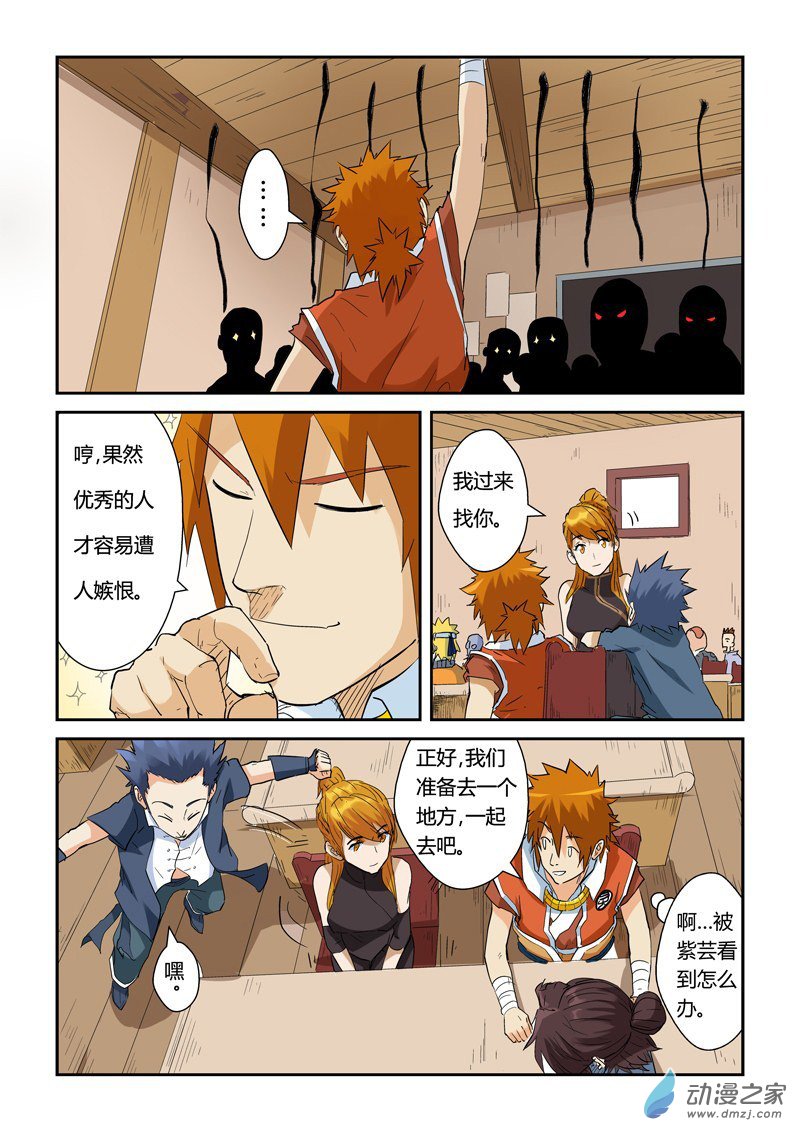 ……
哼，果然
优秀的人
才容易遭
人嫉恨。
我过来
找你。
正好，我们
准备去一个
地方，一起
去吧。
嘿。
啊…被
紫芸看
到怎么
办。
动漫之家
www.dmzj.com